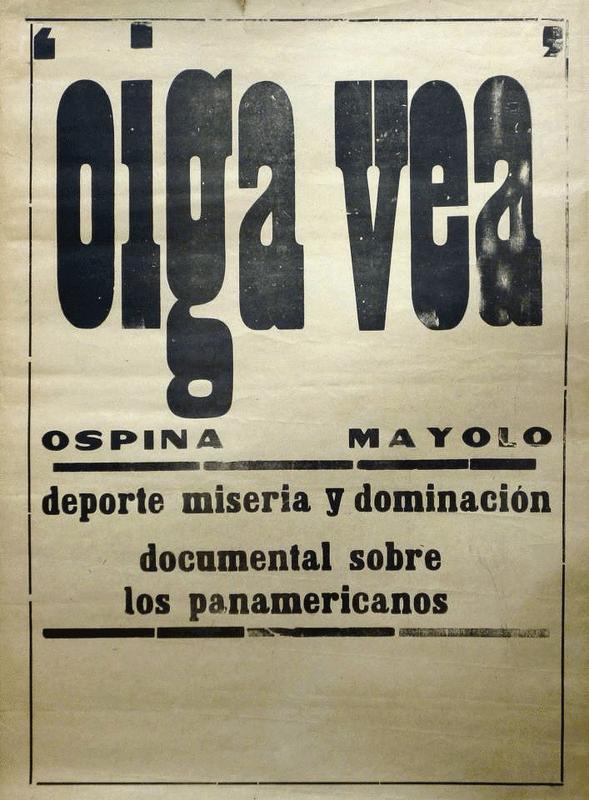 ‘oiga vea’
OSPINA MAYOLO
deporte miseria y dominación
documental sobre
los panamericanos